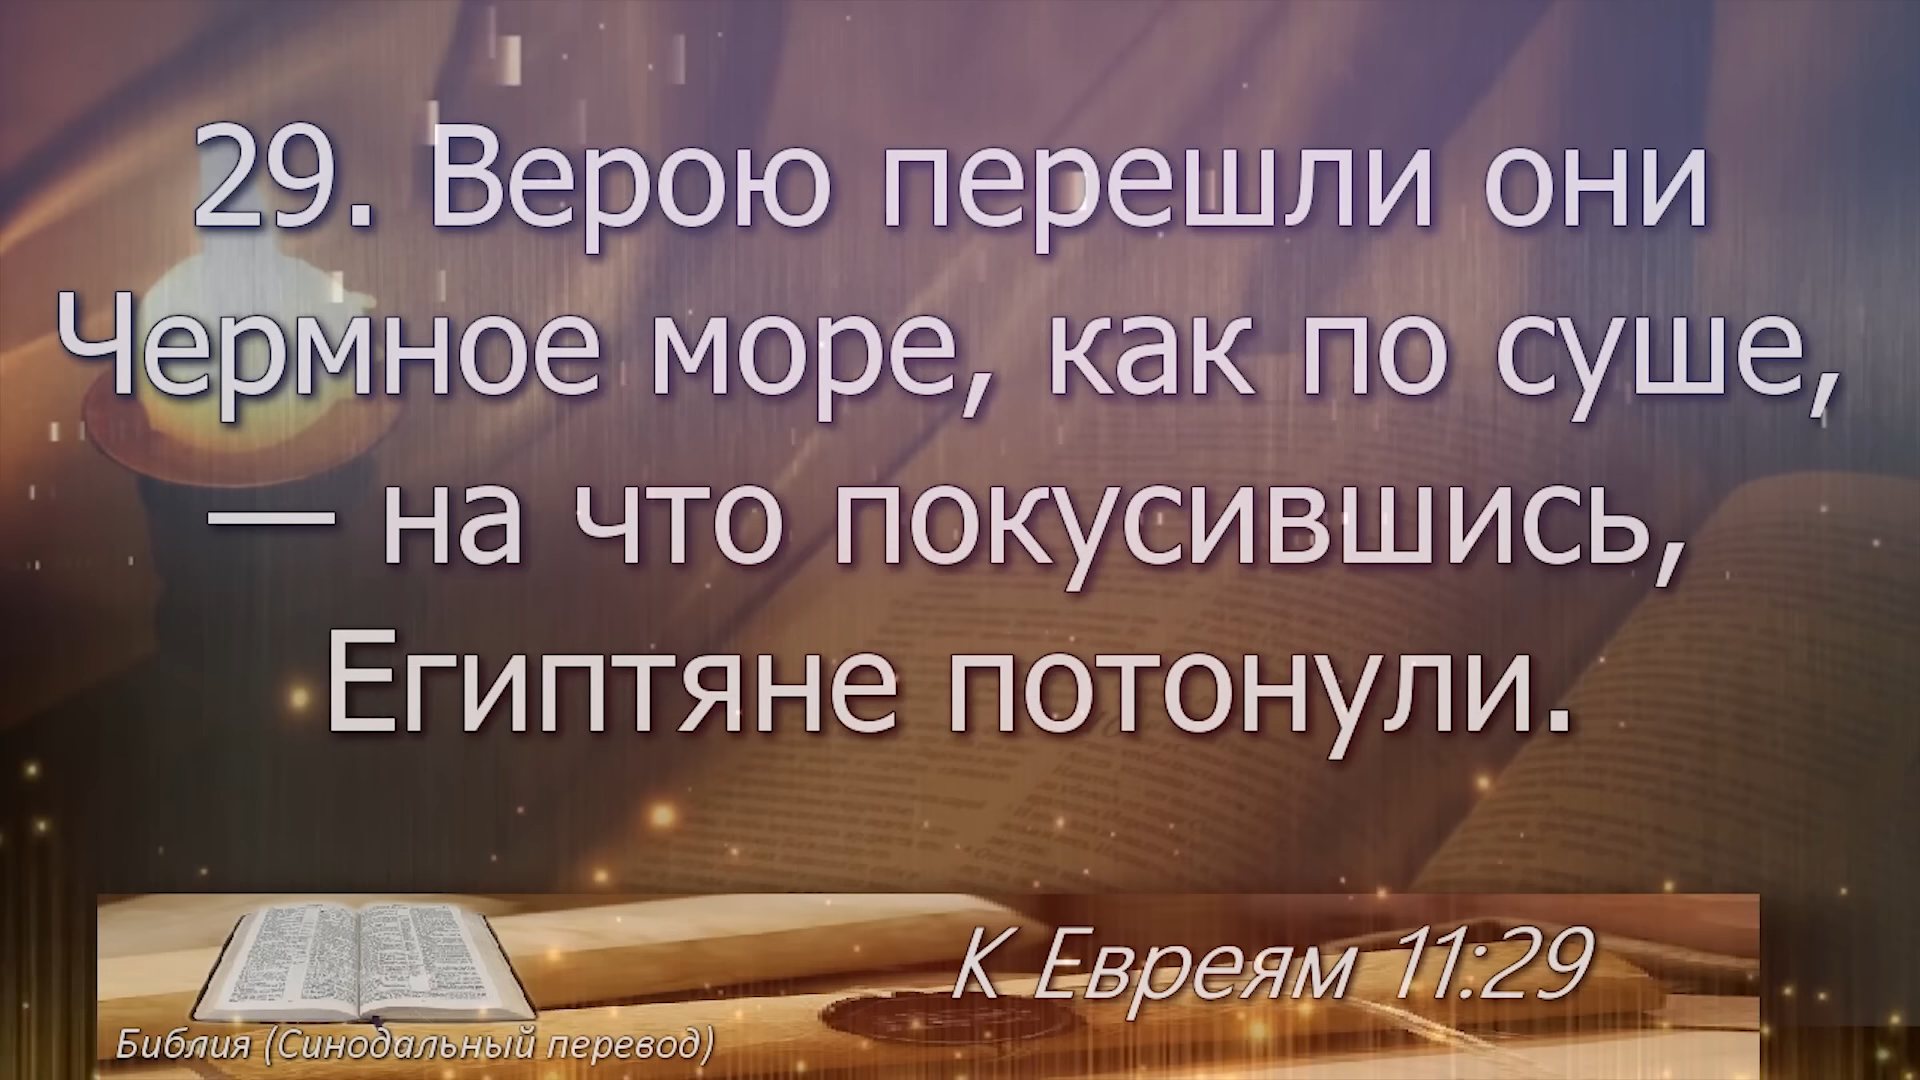 29. Верою перешли они
Чермное море, как по суше,
— на что покусившись,
Египтяне потонули.
К Евреям 11:29
Библия (Синодальный перевод)